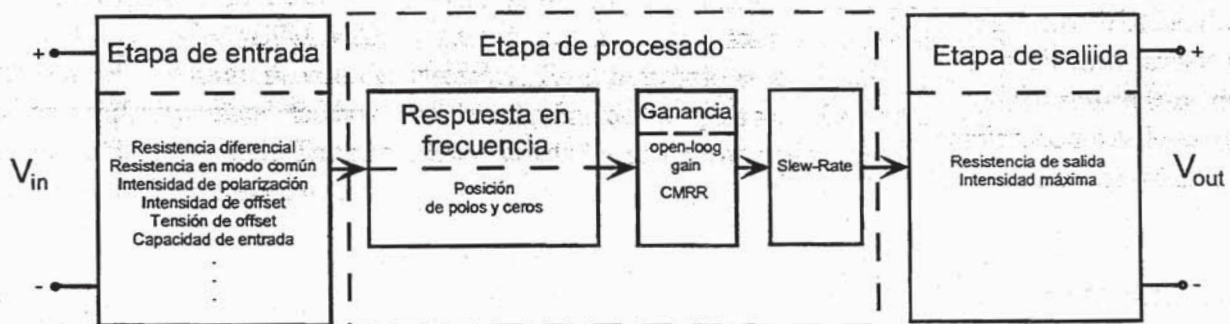 +
Etapa de entrada
Resistencia diferencial
Resistencia en modo común
Intensidad de polarización
Intensidad de offset
Tensión de offset
Capacidad de entrada
.
.
.
V_in
-
Etapa de procesado
Respuesta en
frecuencia
Posición
de polos y ceros
Ganancia
open-loog
gain
CMRR
Slew-Rate
Etapa de saliida
Resistencia de salida
Intensidad máxima
+
V_out
-